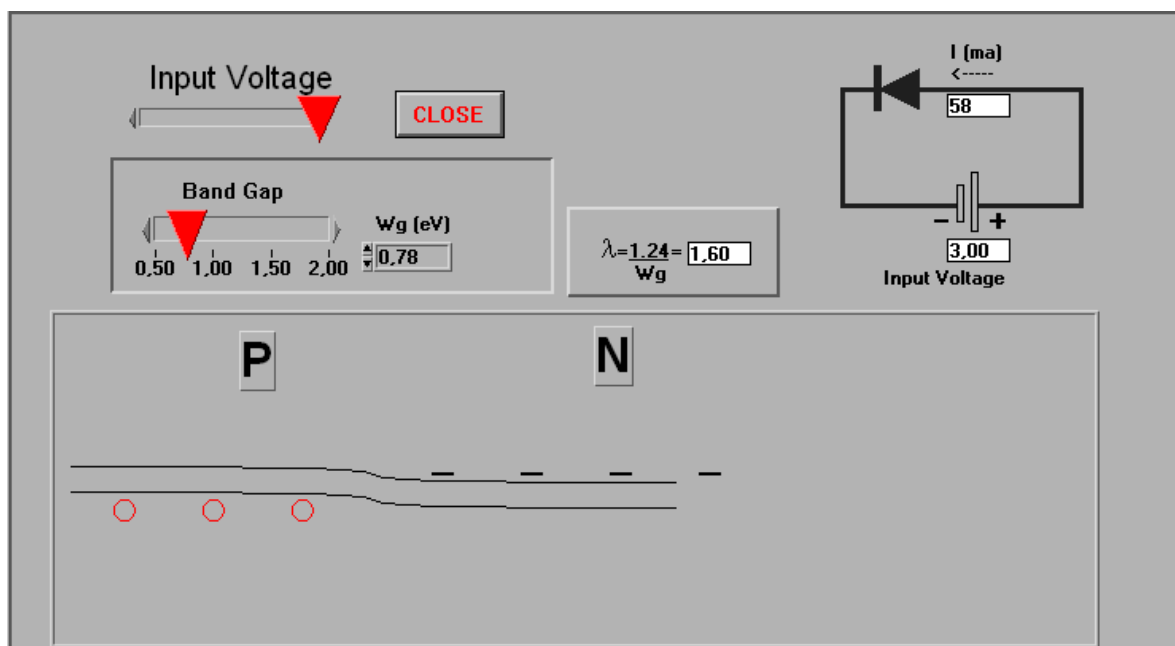 Input Voltage
CLOSE
I (ma)
<-----
58
Band Gap
Wg (eV)
0,78
0,50 1,00 1,50 2,00
λ=1.24= 1,60
Wg
- +
3,00
Input Voltage
P
N